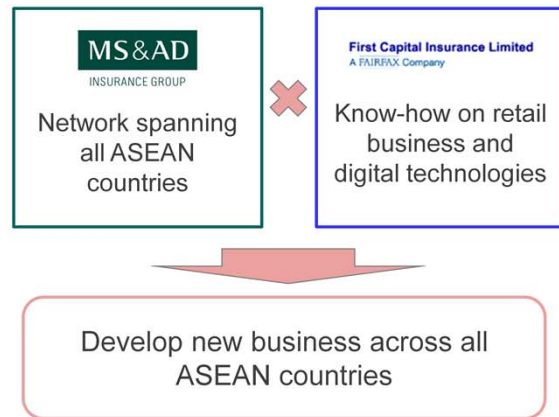 MS&AD
INSURANCE GROUP
Network spanning
all ASEAN
countries
First Capital Insurance Limited
A FAIRFAX Company
Know-how on retail
business and
digital technologies
Develop new business across all
ASEAN countries